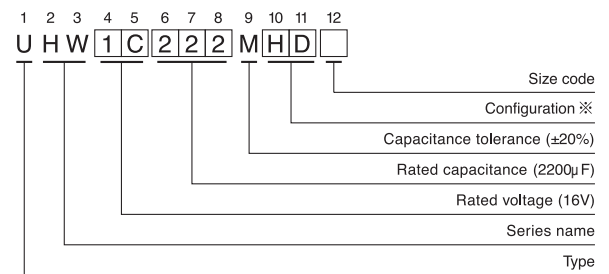 1 2 3 4 5 6 7 8 9 10 11 12
U H W 1 C 2 2 2 M H D
Size code
Configuration ※
Capacitance tolerance (±20%)
Rated capacitance (2200μF)
Rated voltage (16V)
Series name
Type